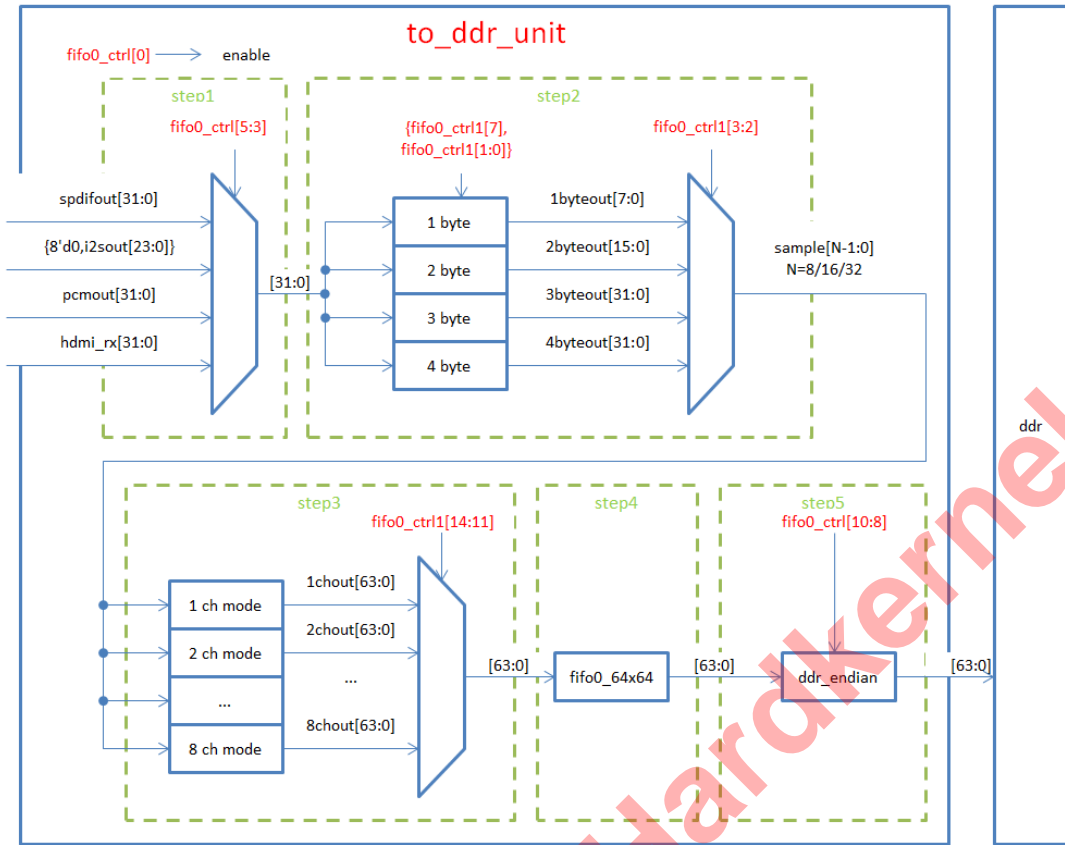 to_ddr_unit
fifo0_ctrl[0]
enable
step1
step2
fifo0_ctrl[5:3]
{fifo0_ctrl1[7],
fifo0_ctrl1[1:0]}
fifo0_ctrl1[3:2]
spdifout[31:0]
{8'd0,i2sout[23:0]}
pcmout[31:0]
hdmi_rx[31:0]
[31:0]
1 byte
2 byte
3 byte
4 byte
1byteout[7:0]
2byteout[15:0]
3byteout[31:0]
4byteout[31:0]
sample[N-1:0]
N=8/16/32
ddr
step3
step4
step5
fifo0_ctrl1[14:11]
fifo0_ctrl[10:8]
1 ch mode
2 ch mode
...
8 ch mode
1chout[63:0]
2chout[63:0]
...
8chout[63:0]
[63:0]
fifo0_64x64
[63:0]
ddr_endian
[63:0]
Hardkernel